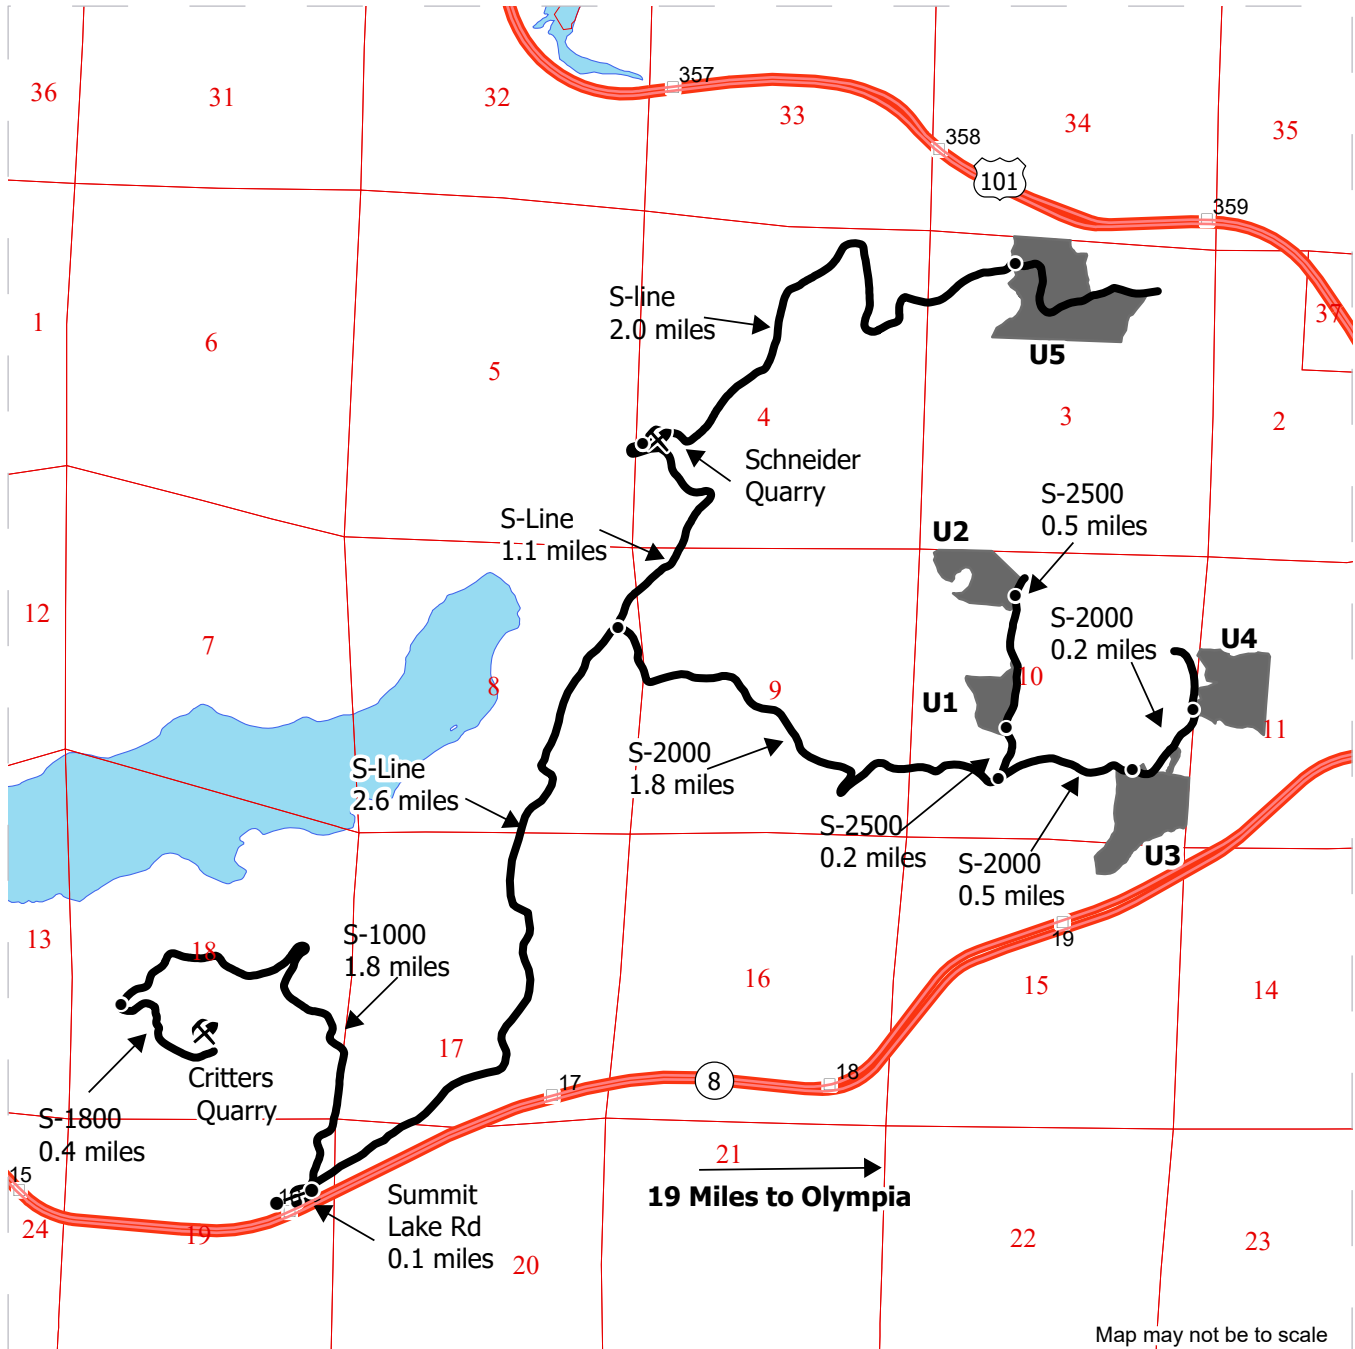 357
36
31
32
33
34
35
358
101
359
S-line
2.0 miles
1
6
5
37
U5
4
3
2
Schneider
Quarry
S-2500
0.5 miles
S-Line
1.1 miles
U2
12
7
S-2000
0.2 miles
U4
8
9
10
U1
11
S-Line
2.6 miles
S-2000
1.8 miles
S-2500
0.2 miles
S-2000
0.5 miles
U3
13
18
S-1000
1.8 miles
16
15
14
19
17
Critters
Quarry
17
8
18
S-1800
0.4 miles
21
15
16
19 Miles to Olympia
Summit
Lake Rd
0.1 miles
24
19
20
22
23
Map may not be to scale